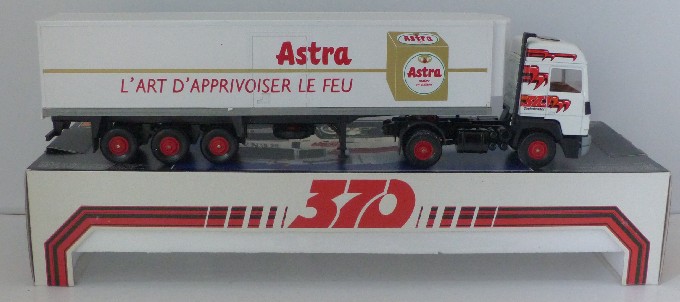 Astra
L'ART D'APPRIVOISER LE FEU
ASTRA
Astra
370